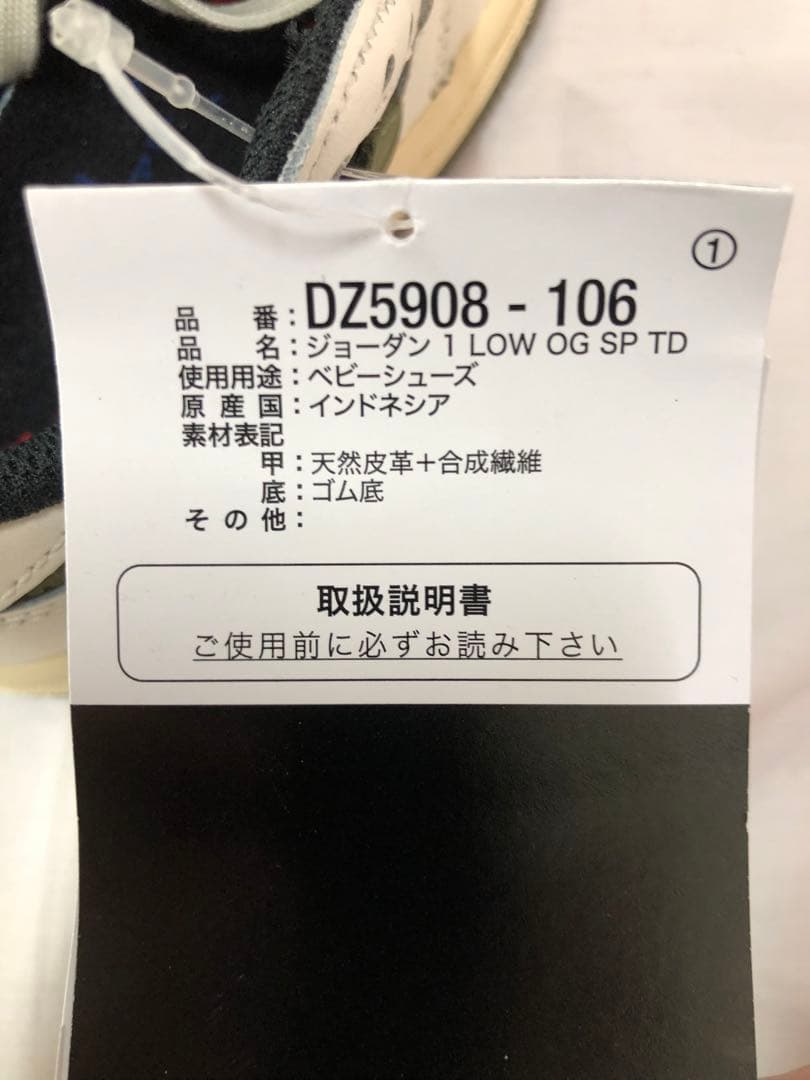 ①
品番：DZ5908 - 106
品名：ジョーダン 1 LOW OG SP TD
使用用途：ベビーシューズ
原産国：インドネシア
素材表記
甲：天然皮革＋合成繊維
底：ゴム底
その他：
取扱説明書
ご使用前に必ずお読み下さい